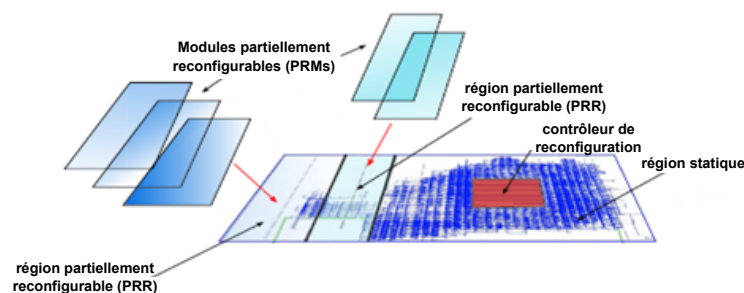 Modules partiellement
reconfigurables (PRMs)
région partiellement
reconfigurable (PRR)
contrôleur de
reconfiguration
région statique
région partiellement
reconfigurable (PRR)